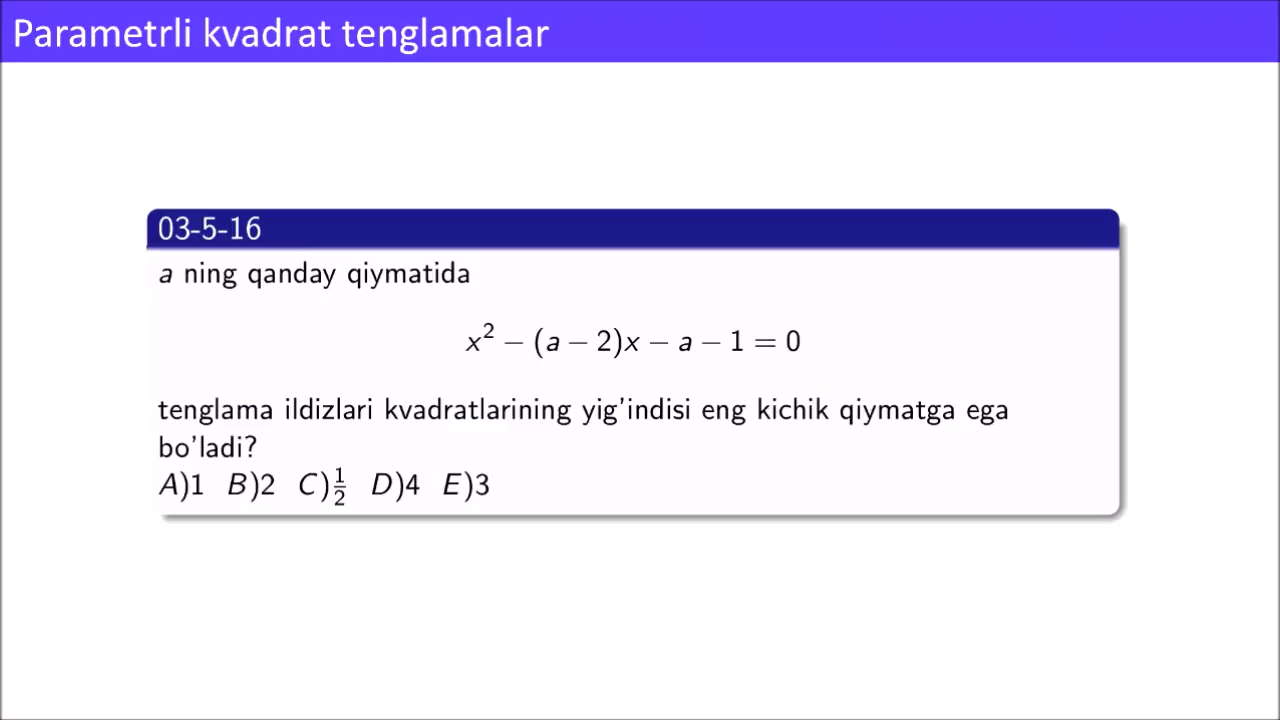 Parametrli kvadrat tenglamalar
03-5-16
a ning qanday qiymatida
x² − (a − 2)x − a − 1 = 0
tenglama ildizlari kvadratlarining yig'indisi eng kichik qiymatga ega
bo'ladi?
A)1 B)2 C)½ D)4 E)3